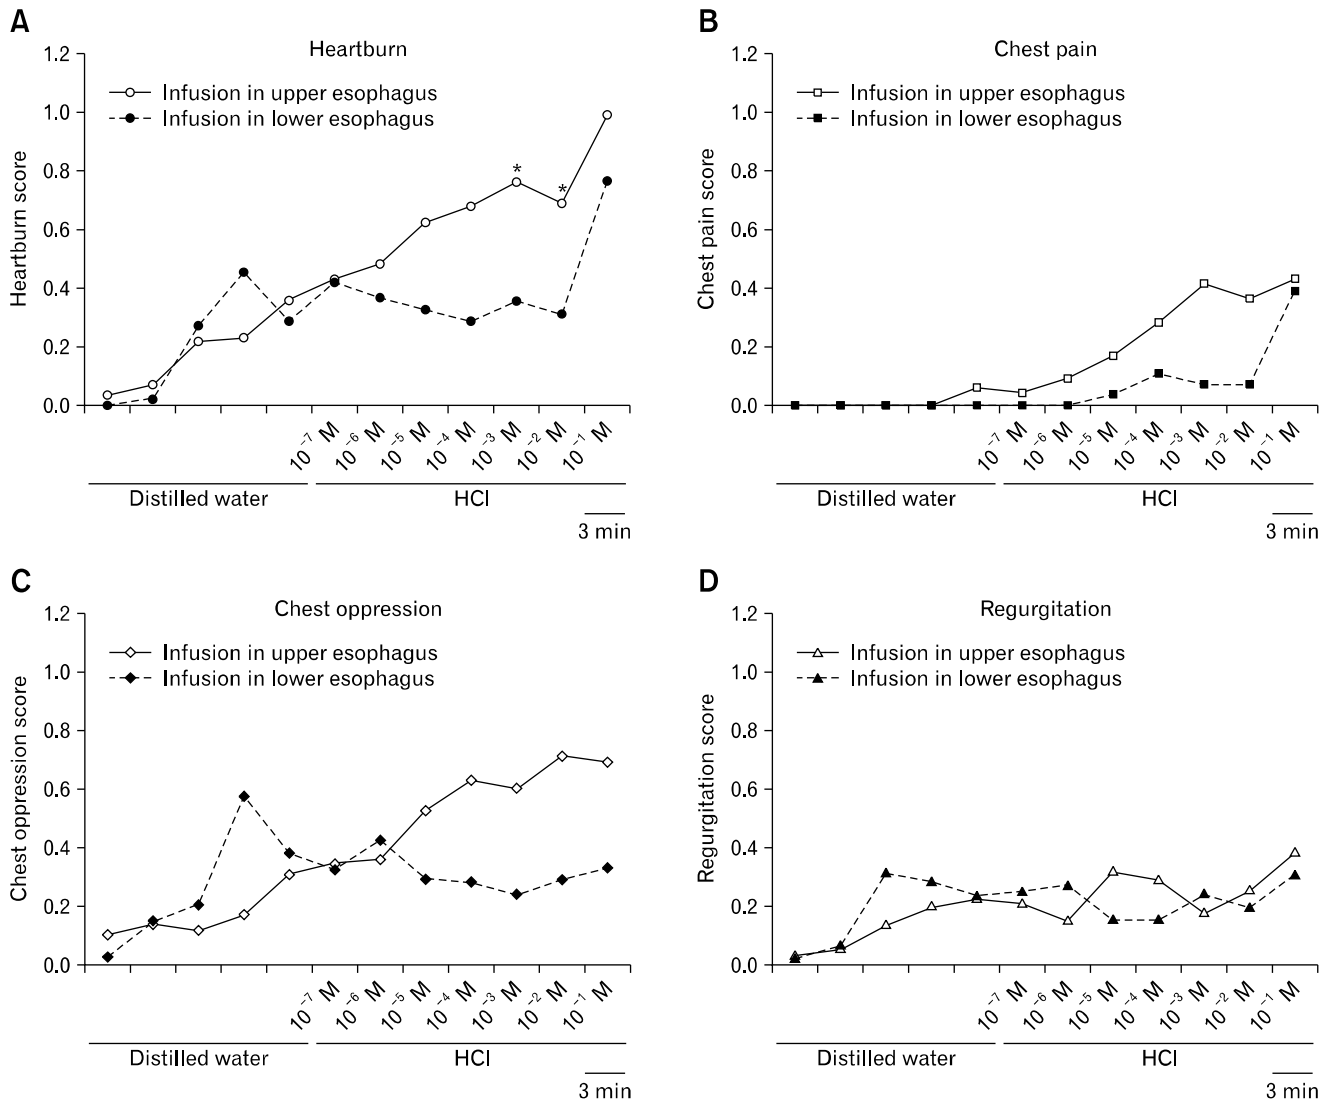 A
Heartburn
1.2
1.0
0.8
0.6
0.4
0.2
0.0
Heartburn score
Infusion in upper esophagus
Infusion in lower esophagus
*
*
10⁻⁷ M
10⁻⁶ M
10⁻⁵ M
10⁻⁴ M
10⁻³ M
10⁻² M
10⁻¹ M
Distilled water
HCl
3 min
B
Chest pain
1.2
1.0
0.8
0.6
0.4
0.2
0.0
Chest pain score
Infusion in upper esophagus
Infusion in lower esophagus
10⁻⁷ M
10⁻⁶ M
10⁻⁵ M
10⁻⁴ M
10⁻³ M
10⁻² M
10⁻¹ M
Distilled water
HCl
3 min
C
Chest oppression
1.2
1.0
0.8
0.6
0.4
0.2
0.0
Chest oppression score
Infusion in upper esophagus
Infusion in lower esophagus
10⁻⁷ M
10⁻⁶ M
10⁻⁵ M
10⁻⁴ M
10⁻³ M
10⁻² M
10⁻¹ M
Distilled water
HCl
3 min
D
Regurgitation
1.2
1.0
0.8
0.6
0.4
0.2
0.0
Regurgitation score
Infusion in upper esophagus
Infusion in lower esophagus
10⁻⁷ M
10⁻⁶ M
10⁻⁵ M
10⁻⁴ M
10⁻³ M
10⁻² M
10⁻¹ M
Distilled water
HCl
3 min